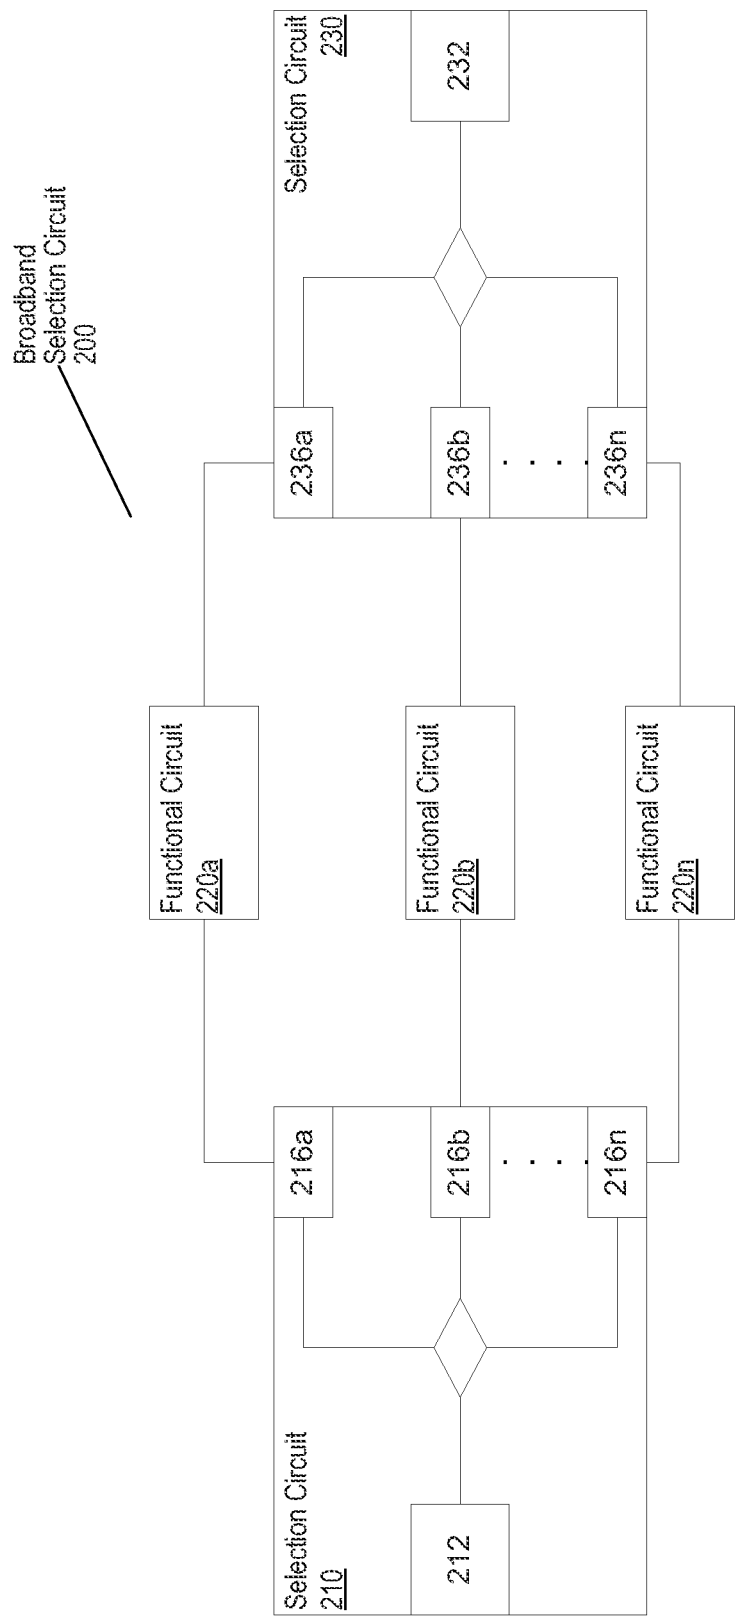 Broadband
Selection Circuit
200
Selection Circuit
210
212
216a
216b
. . . .
216n
Functional Circuit
220a
Functional Circuit
220b
Functional Circuit
220n
Selection Circuit
230
236a
236b
. . . .
236n
232